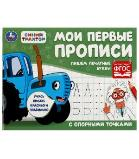 СИНИЙ
ТРАКТОР
МОИ ПЕРВЫЕ
ПРОПИСИ
ПИШЕМ ПЕЧАТНЫЕ
БУКВЫ
ФГОС
С ОПОРНЫМИ ТОЧКАМИ